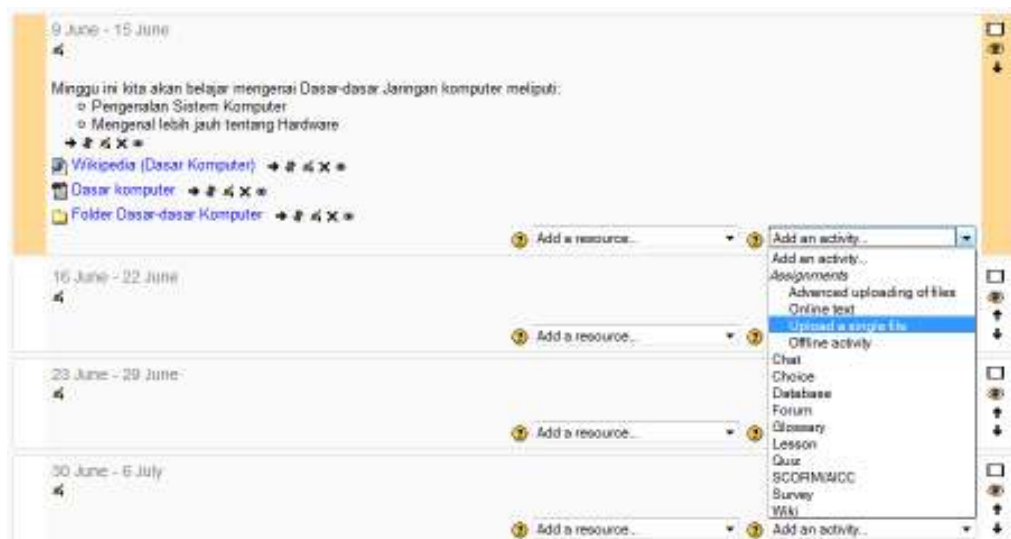 9 June - 15 June
Minggu ini kita akan belajar mengenai Dasar-dasar Jaringan komputer meliputi:
Pengenalan Sistem Komputer
Mengenal lebih jauh tentang Hardware
Wikipedia (Dasar Komputer)
Dasar komputer
Folder Dasar-dasar Komputer
Add a resource... Add an activity...
Add an activity...
Assignments
Advanced uploading of files
Online text
Upload a single file
Offline activity
Chat
Choice
Database
Forum
Glossary
Lesson
Quiz
SCORM/AICC
Survey
Wiki
16 June - 22 June
Add a resource...
23 June - 29 June
Add a resource...
30 June - 6 July
Add a resource... Add an activity...